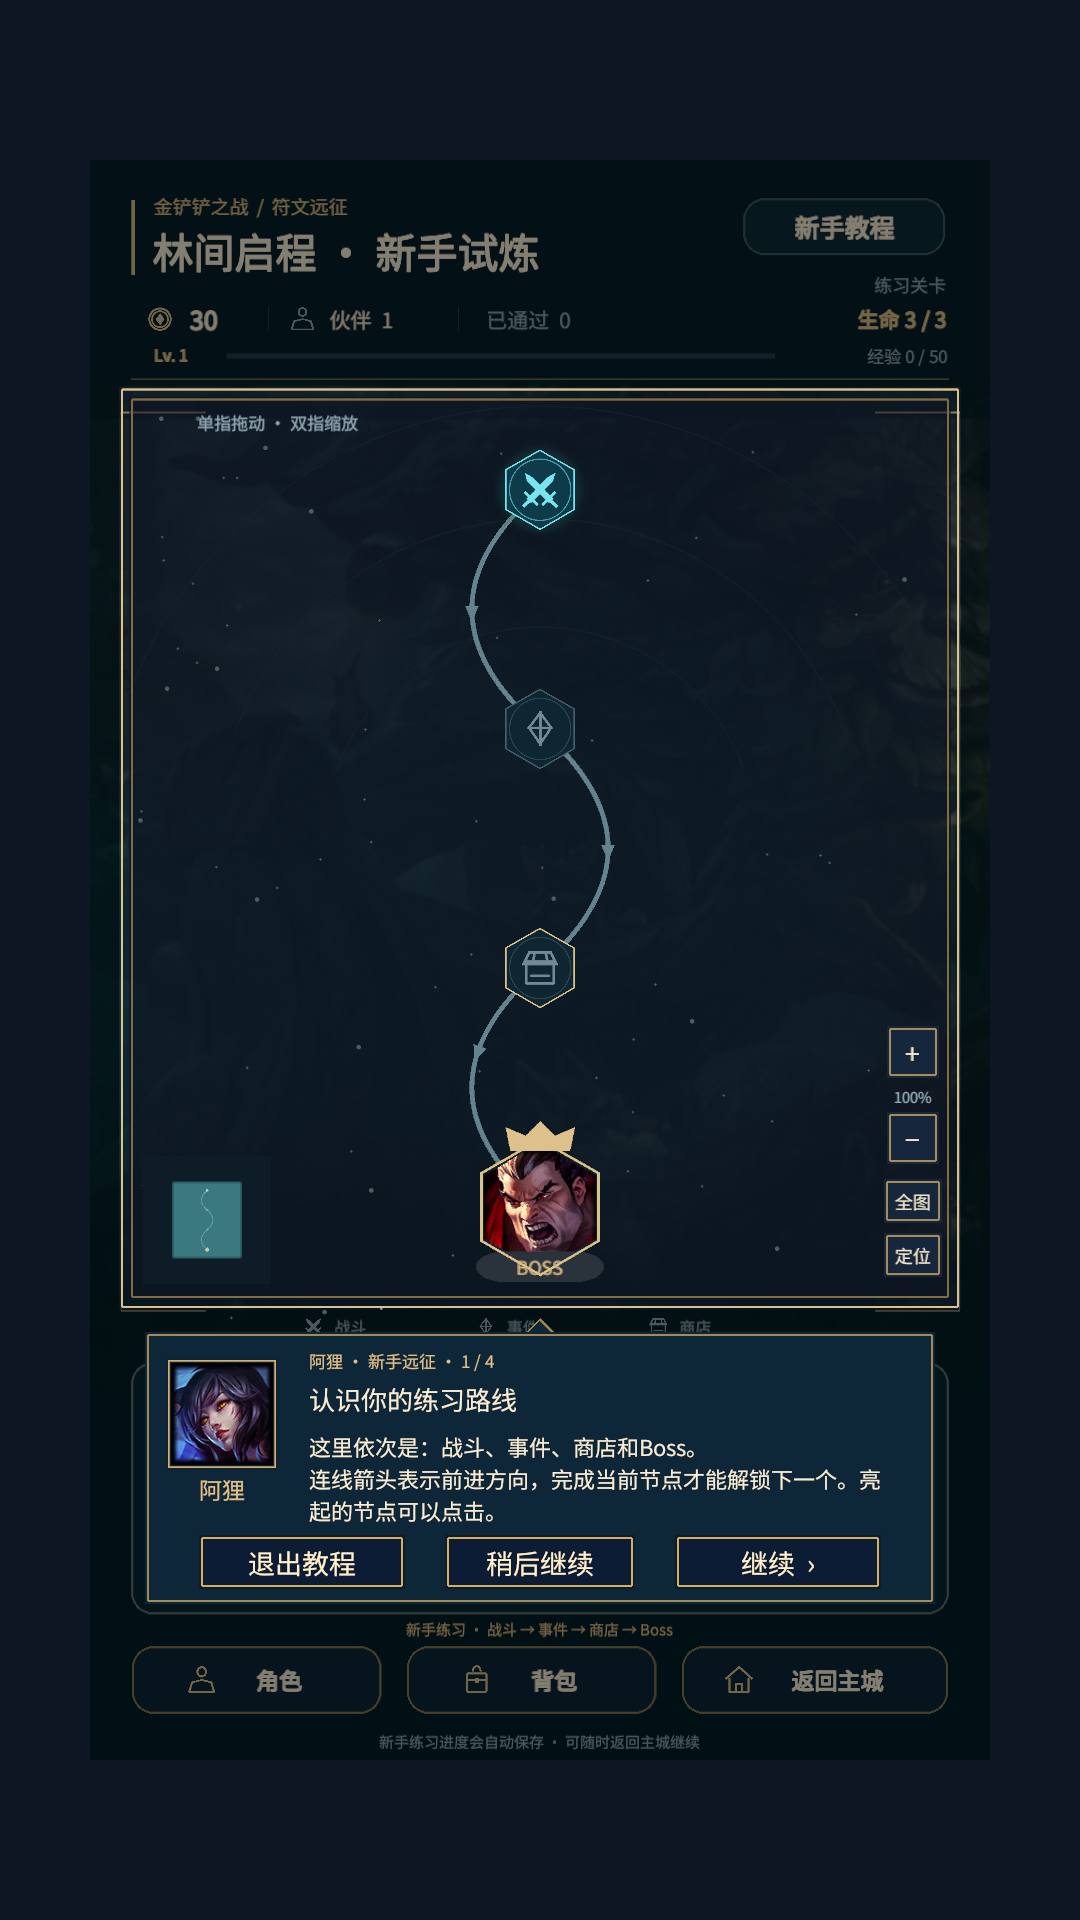 金铲铲之战 / 符文远征
林间启程 · 新手试炼
新手教程
练习关卡
30
伙伴 1
已通过 0
生命 3 / 3
Lv. 1
经验 0 / 50
单指拖动 · 双指缩放
+
100%
−
全图
定位
BOSS
战斗
事件
商店
阿狸 · 新手远征 · 1 / 4
认识你的练习路线
这里依次是：战斗、事件、商店和Boss。
连线箭头表示前进方向，完成当前节点才能解锁下一个。亮
起的节点可以点击。
阿狸
退出教程
稍后继续
继续 ›
新手练习 · 战斗 → 事件 → 商店 → Boss
角色
背包
返回主城
新手练习进度会自动保存 · 可随时返回主城继续